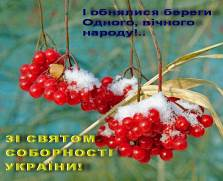 І обнялися береги
Одного, вічного
народу!..
ЗІ СВЯТОМ
СОБОРНОСТІ
УКРАЇНИ!